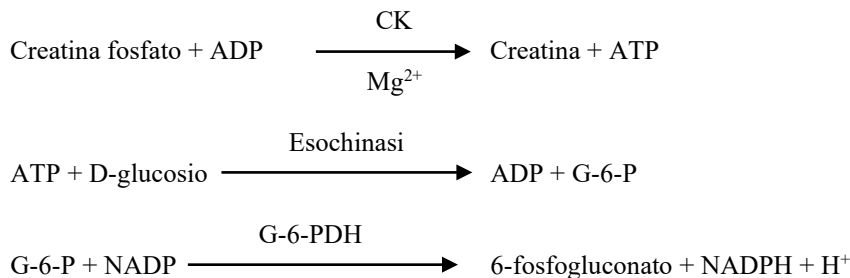 CK
Creatina fosfato + ADP Creatina + ATP
Mg²⁺
Esochinasi
ATP + D-glucosio ADP + G-6-P
G-6-PDH
G-6-P + NADP 6-fosfogluconato + NADPH + H⁺